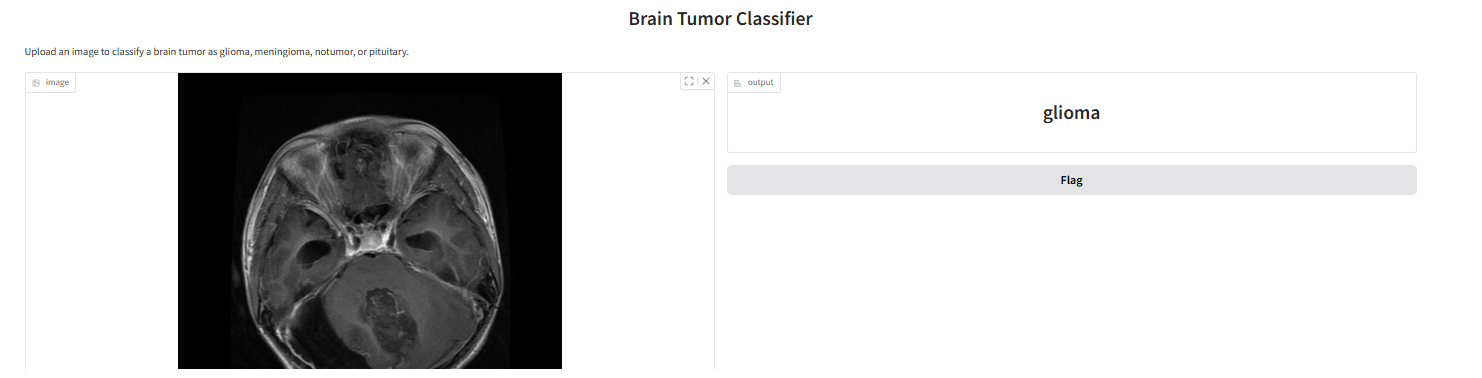 Brain Tumor Classifier
Upload an image to classify a brain tumor as glioma, meningioma, notumor, or pituitary.
image
output
glioma
Flag